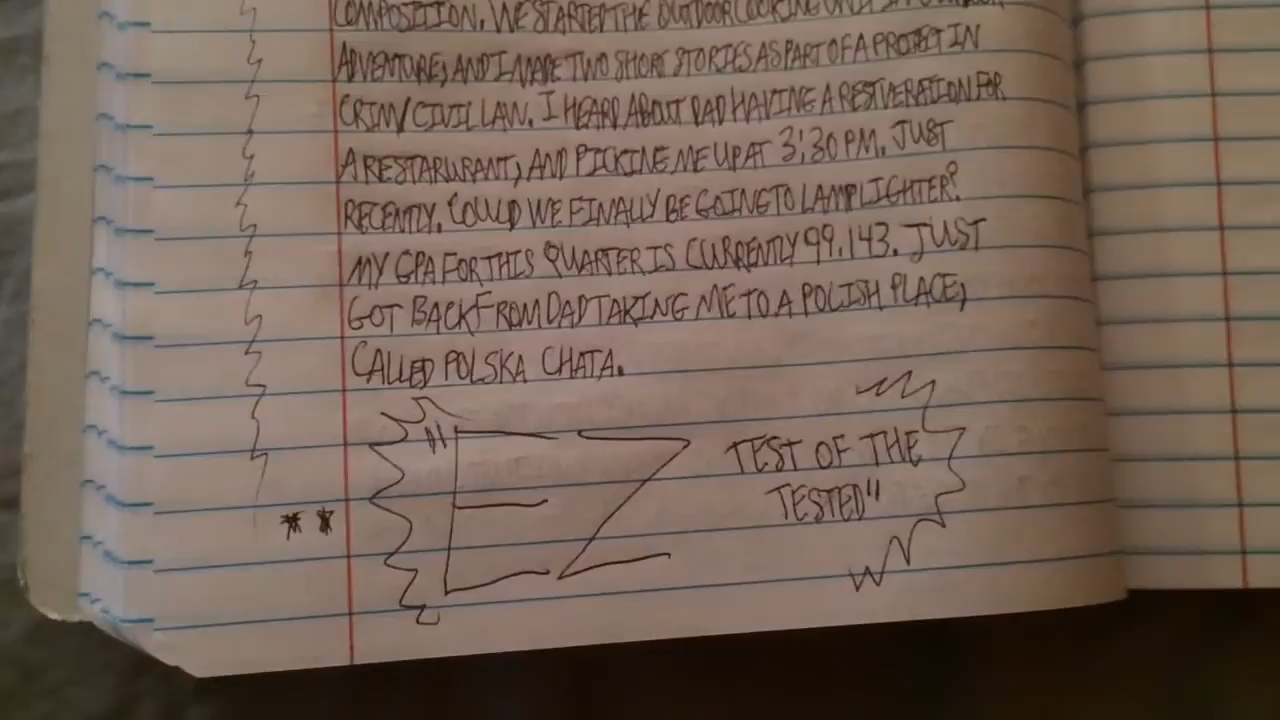 COMPOSITION. WE STARTED THE OUTDOOR COOKING UNIT IN OUTDOOR
ADVENTURE, AND I MADE TWO SHORT STORIES AS PART OF A PROJECT IN
CRIM/CIVIL LAW. I HEARD ABOUT DAD HAVING A RESTVERATION FOR
A RESTARURANT, AND PICKING ME UP AT 3:30 PM. JUST
RECENTLY. COULD WE FINALLY BE GOING TO LAMPLIGHTER?
MY GPA FOR THIS QUARTER IS CURRENTLY 99.143. JUST
GOT BACK FROM DAD TAKING ME TO A POLISH PLACE,
CALLED POLSKA CHATA.
"EZ TEST OF THE
TESTED"
**